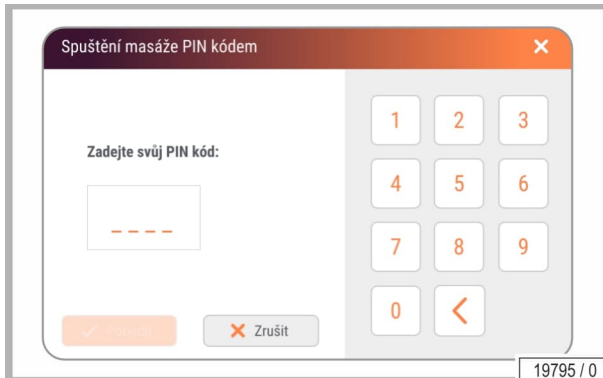 Spuštění masáže PIN kódem
Zadejte svůj PIN kód:
1 2 3
4 5 6
7 8 9
0
Zrušit
19795 / 0